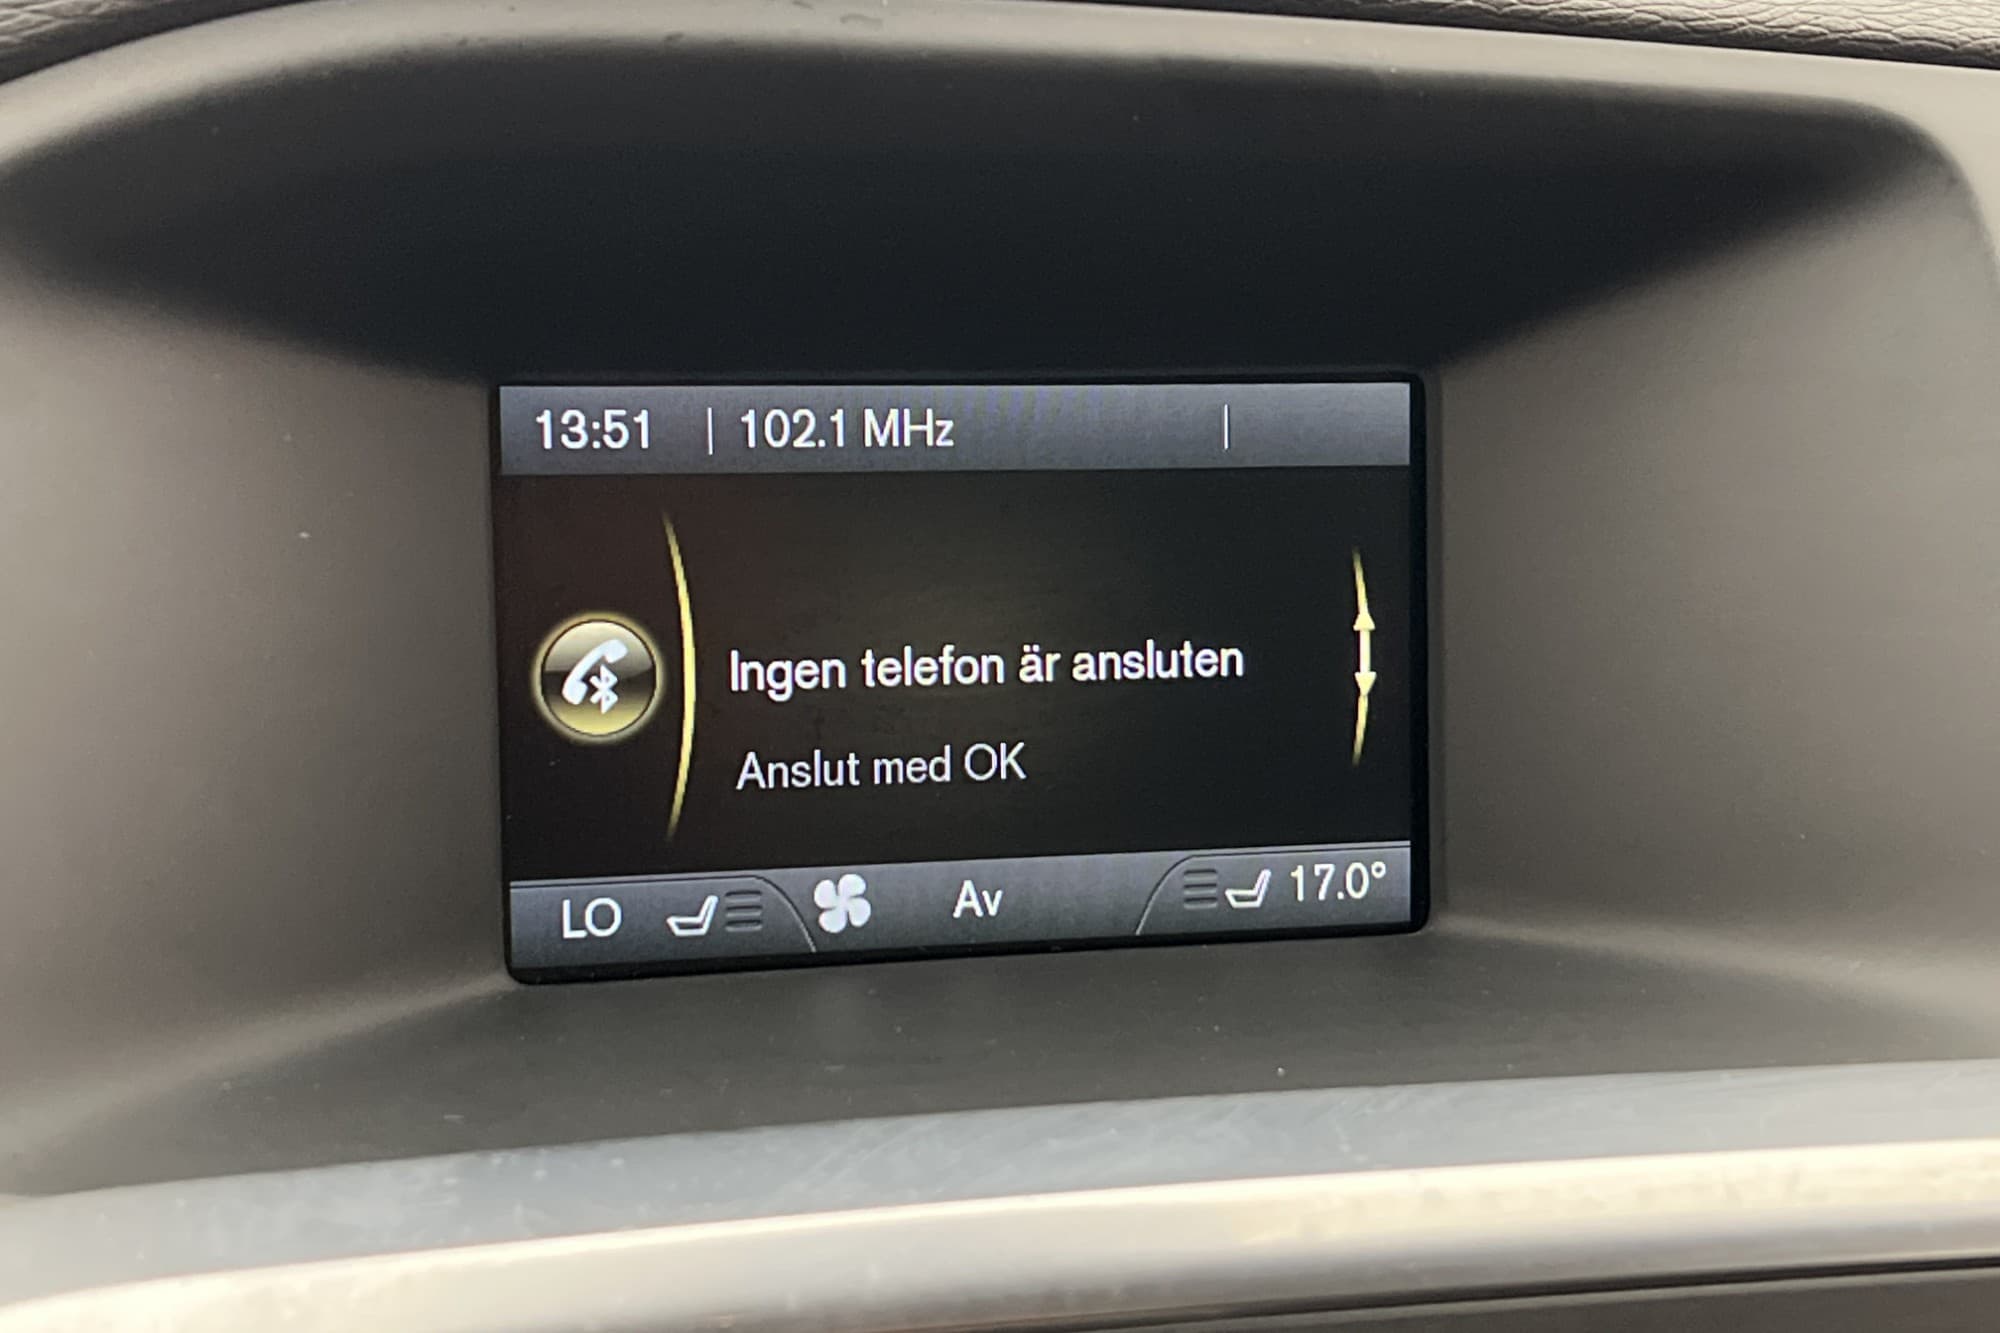 13:51 | 102.1 MHz |
Ingen telefon är ansluten
Anslut med OK
LO Av 17.0°